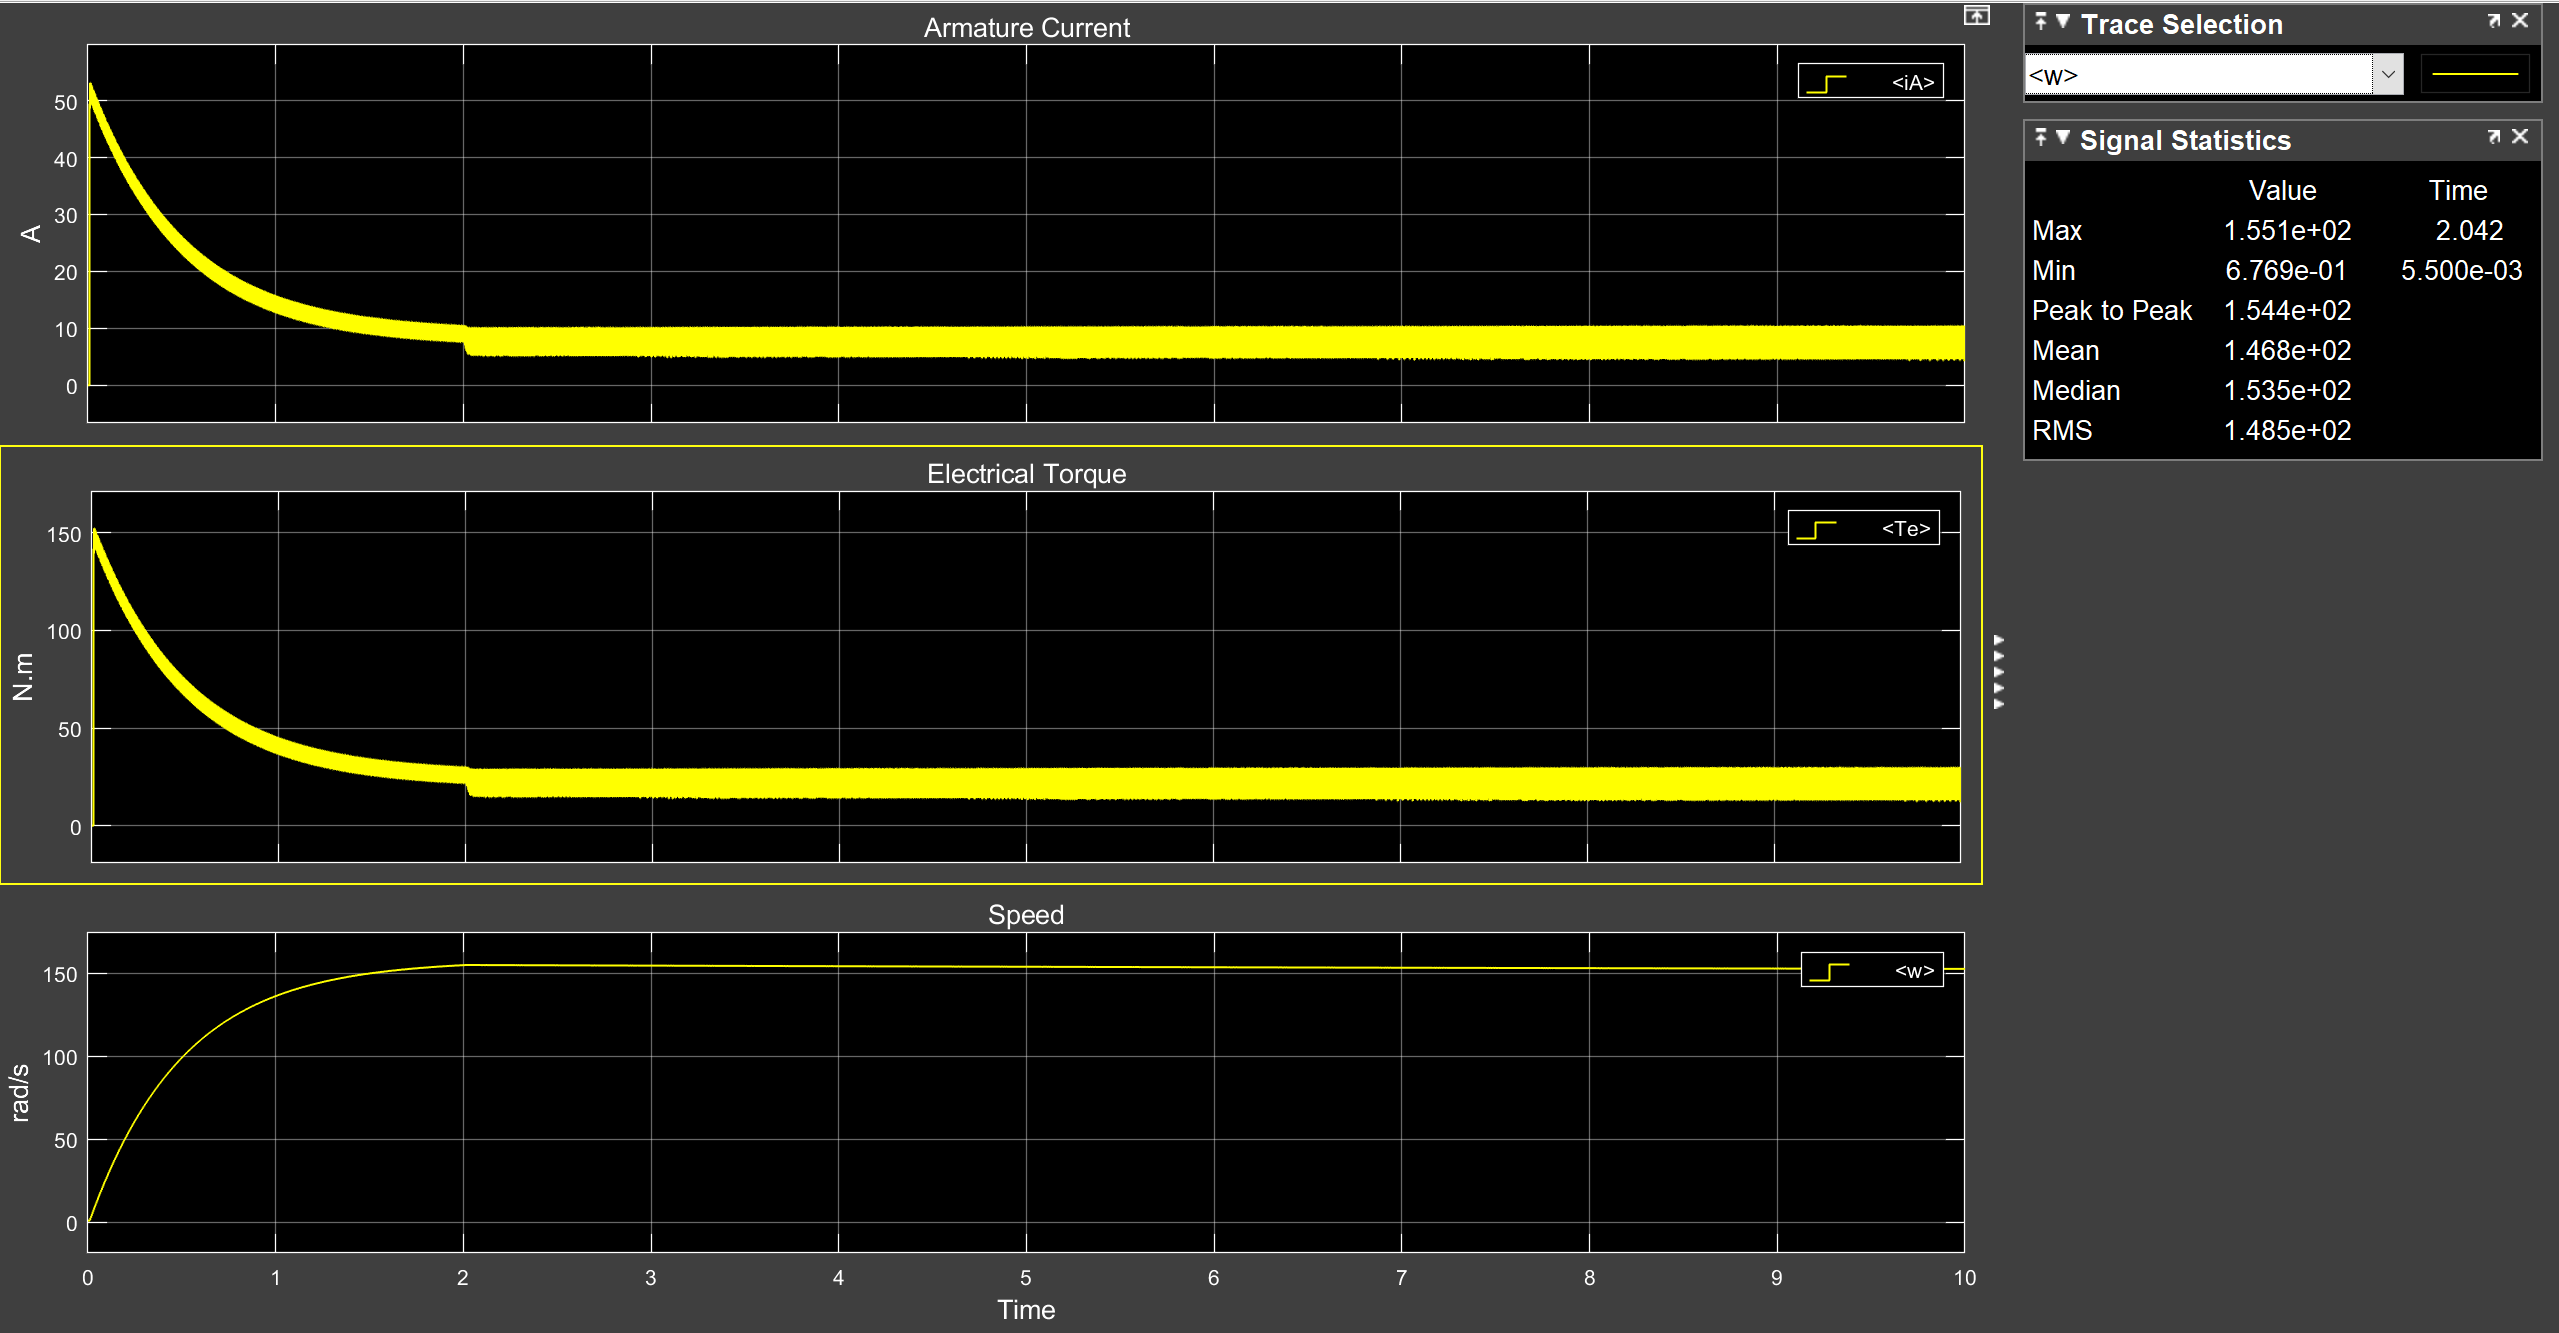 Armature Current
<iA>
50
40
30
20
10
0
A
Electrical Torque
<Te>
150
100
50
0
N.m
Speed
<w>
150
100
50
0
rad/s
0 1 2 3 4 5 6 7 8 9 10
Time
Trace Selection
<w>
Signal Statistics
Value Time
Max 1.551e+02 2.042
Min 6.769e-01 5.500e-03
Peak to Peak 1.544e+02
Mean 1.468e+02
Median 1.535e+02
RMS 1.485e+02